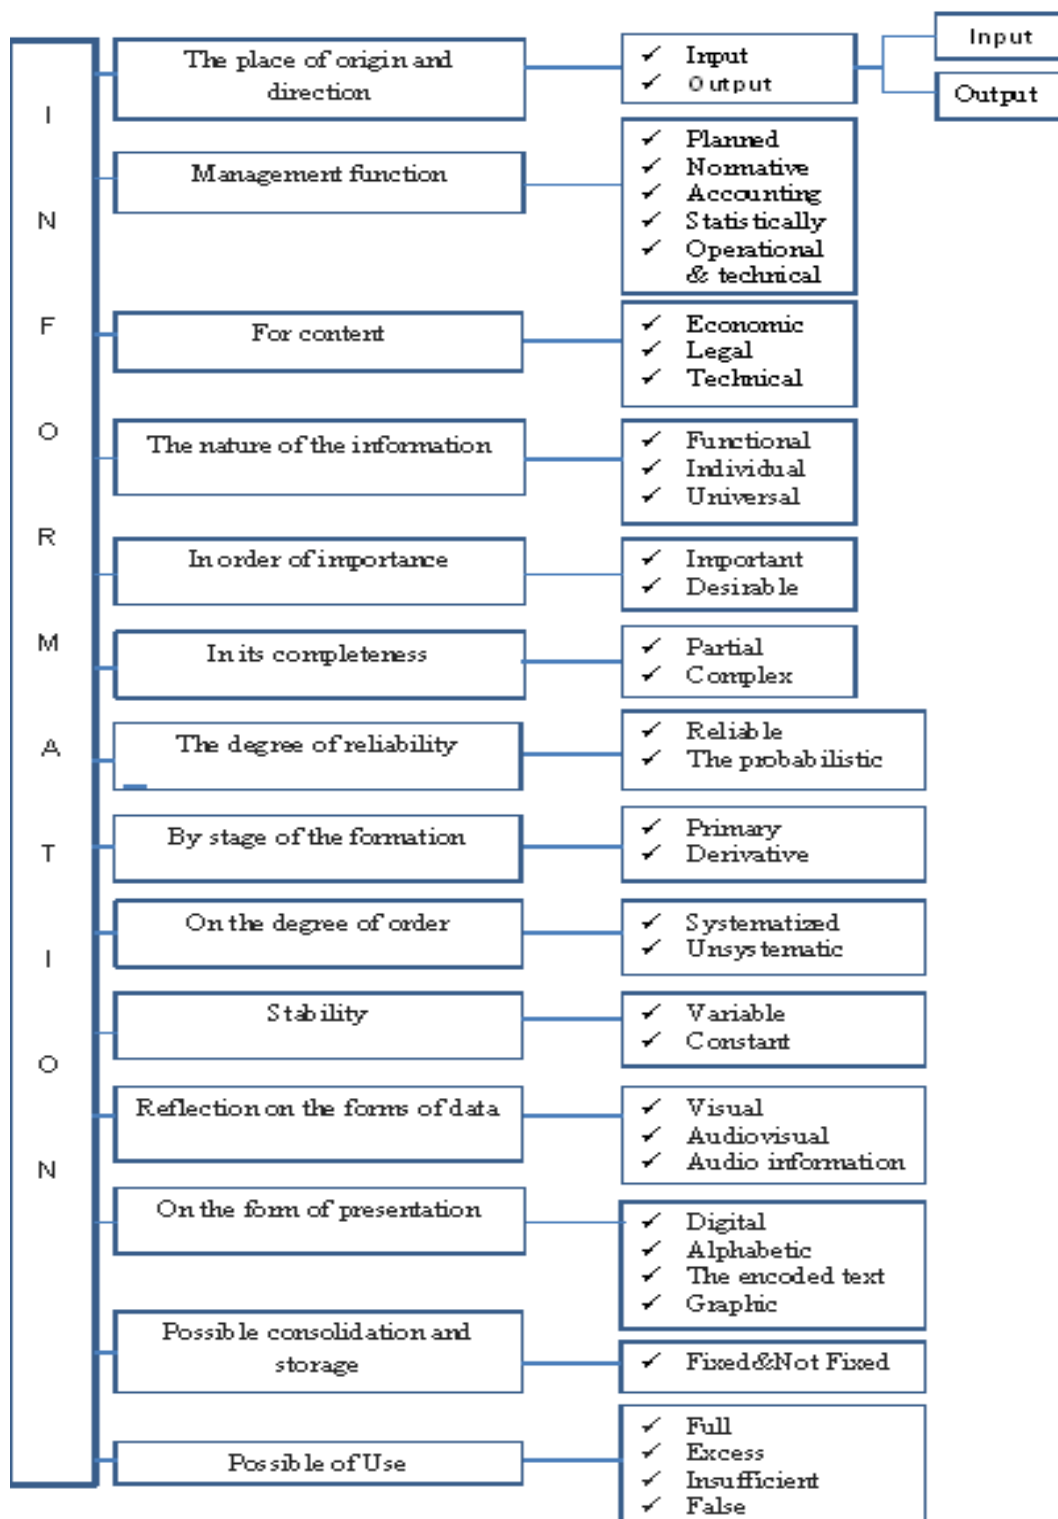 INFORMATION
The place of origin and
direction
✓ Input
✓ Output
Input
Output
Management function
✓ Planned
✓ Normative
✓ Accounting
✓ Statistically
✓ Operational
& technical
For content
✓ Economic
✓ Legal
✓ Technical
The nature of the information
✓ Functional
✓ Individual
✓ Universal
In order of importance
✓ Important
✓ Desirable
In its completeness
✓ Partial
✓ Complex
The degree of reliability
✓ Reliable
✓ The probabilistic
By stage of the formation
✓ Primary
✓ Derivative
On the degree of order
✓ Systematized
✓ Unsystematic
Stability
✓ Variable
✓ Constant
Reflection on the forms of data
✓ Visual
✓ Audiovisual
✓ Audio information
On the form of presentation
✓ Digital
✓ Alphabetic
✓ The encoded text
✓ Graphic
Possible consolidation and
storage
✓ Fixed&Not Fixed
Possible of Use
✓ Full
✓ Excess
✓ Insufficient
✓ False